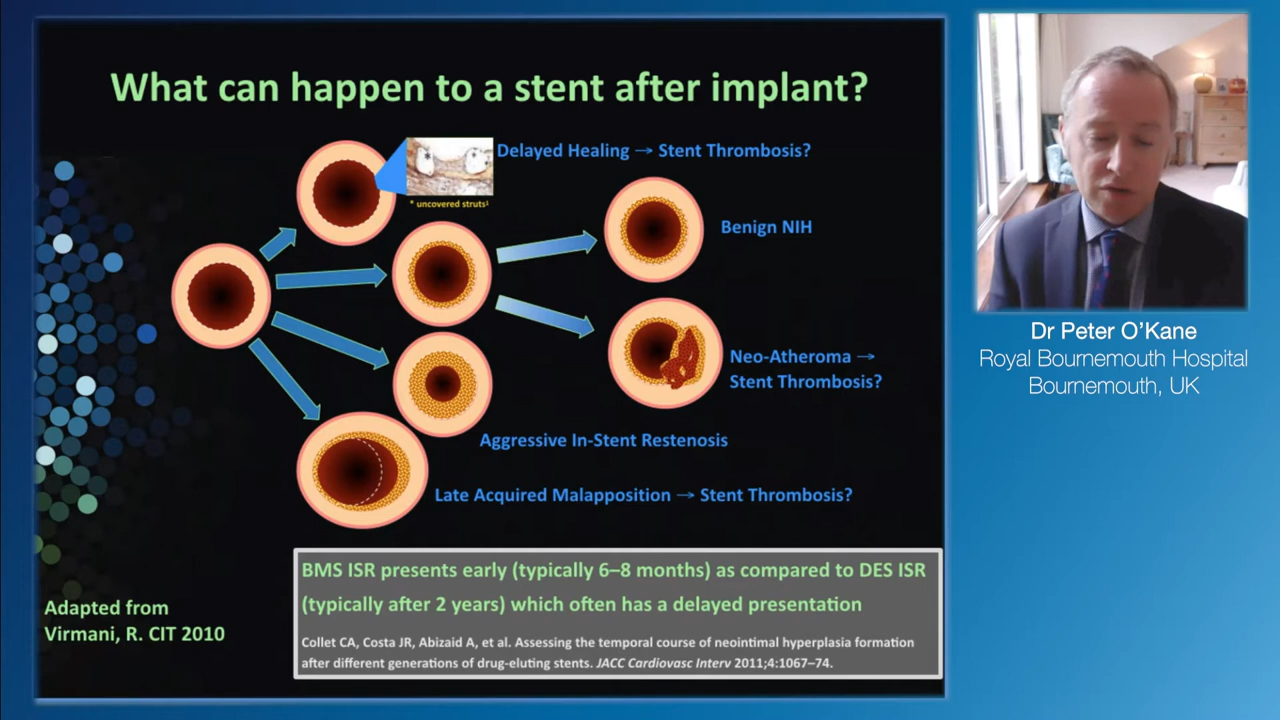 What can happen to a stent after implant?
Delayed Healing → Stent Thrombosis?
* uncovered struts¹
Benign NIH
Neo-Atheroma →
Stent Thrombosis?
Aggressive In-Stent Restenosis
Late Acquired Malapposition → Stent Thrombosis?
BMS ISR presents early (typically 6–8 months) as compared to DES ISR
(typically after 2 years) which often has a delayed presentation
Collet CA, Costa JR, Abizaid A, et al. Assessing the temporal course of neointimal hyperplasia formation
after different generations of drug-eluting stents. JACC Cardiovasc Interv 2011;4:1067–74.
Adapted from
Virmani, R. CIT 2010
Dr Peter O’Kane
Royal Bournemouth Hospital
Bournemouth, UK